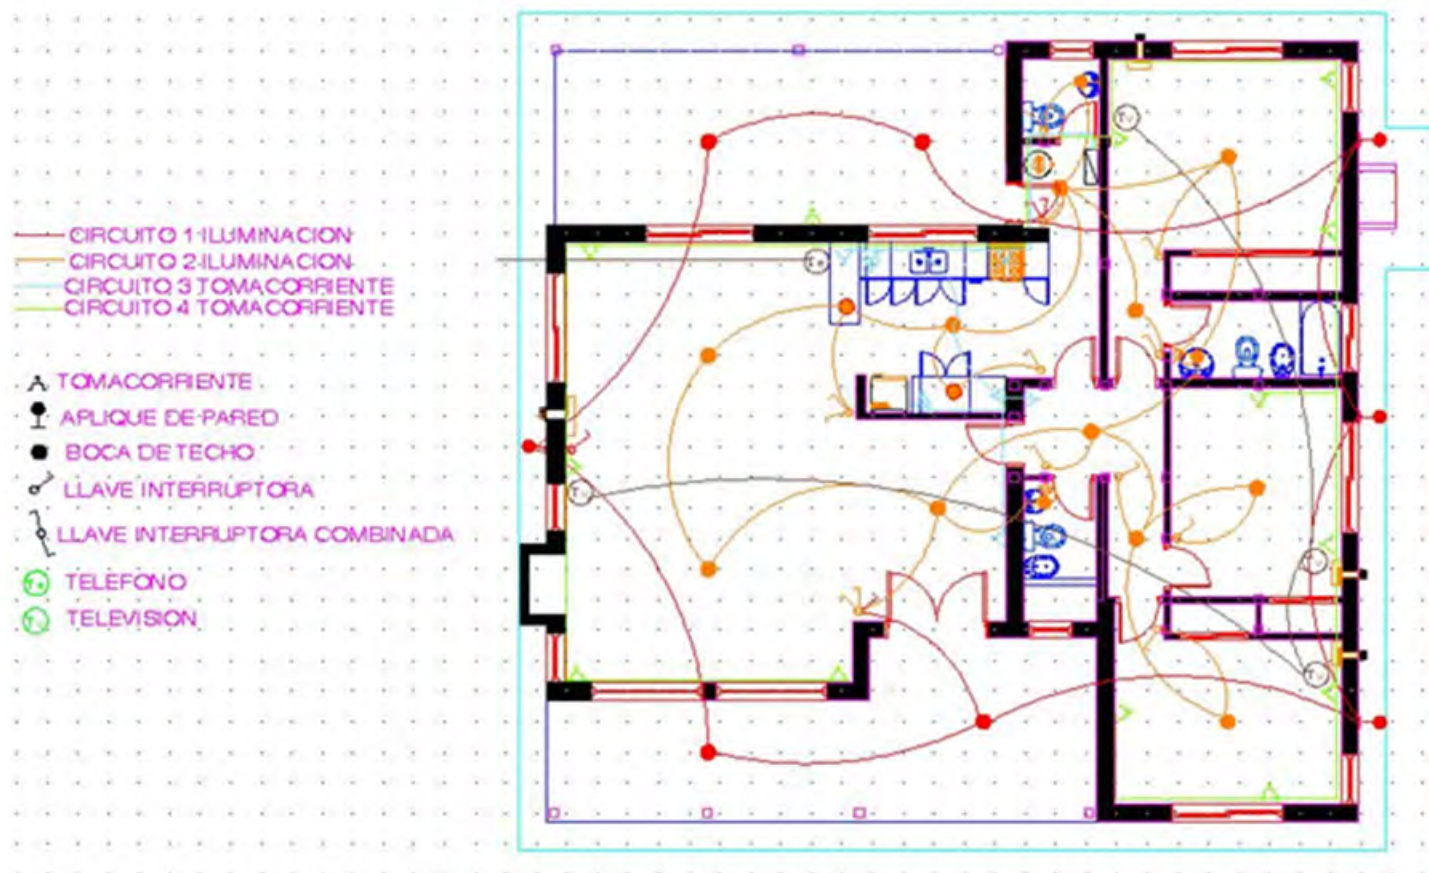 CIRCUITO 1 ILUMINACION
CIRCUITO 2 ILUMINACION
CIRCUITO 3 TOMACORRIENTE
CIRCUITO 4 TOMACORRIENTE
TOMACORRIENTE
APLIQUE DE PARED
BOCA DE TECHO
LLAVE INTERRUPTORA
LLAVE INTERRUPTORA COMBINADA
TELEFONO
TELEVISION